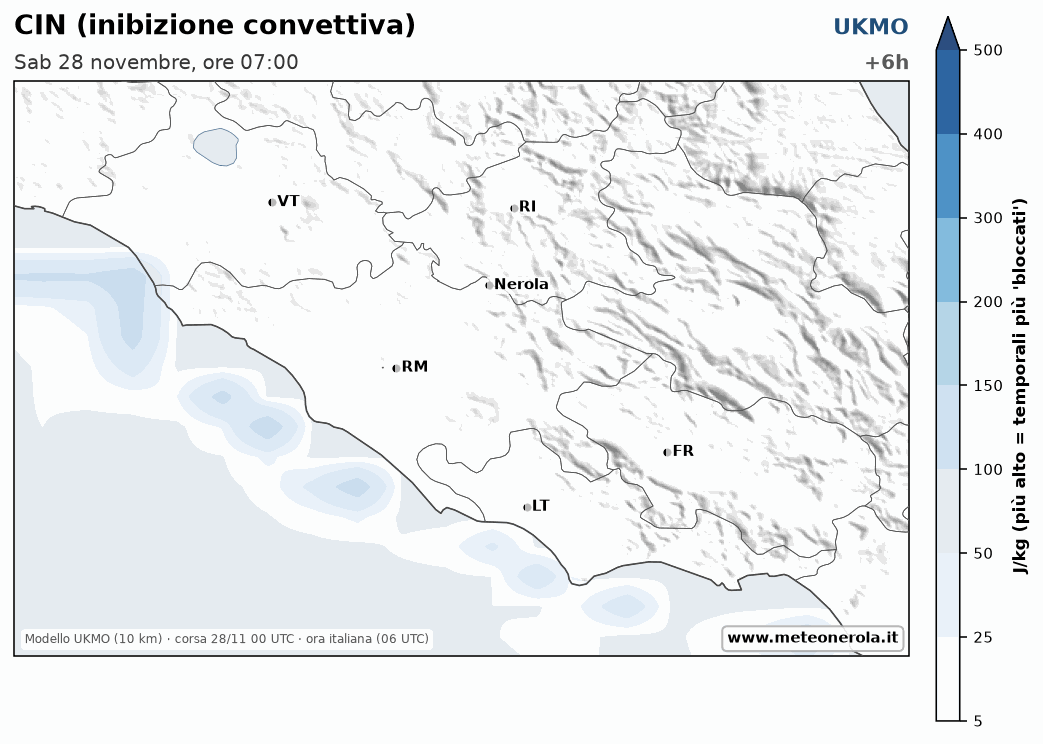 CIN (inibizione convettiva)
UKMO
Sab 28 novembre, ore 07:00
+6h
500
400
300
200
150
100
50
25
5
J/kg (più alto = temporali più 'bloccati')
VT
RI
Nerola
RM
FR
LT
Modello UKMO (10 km) · corsa 28/11 00 UTC · ora italiana (06 UTC)
www.meteonerola.it